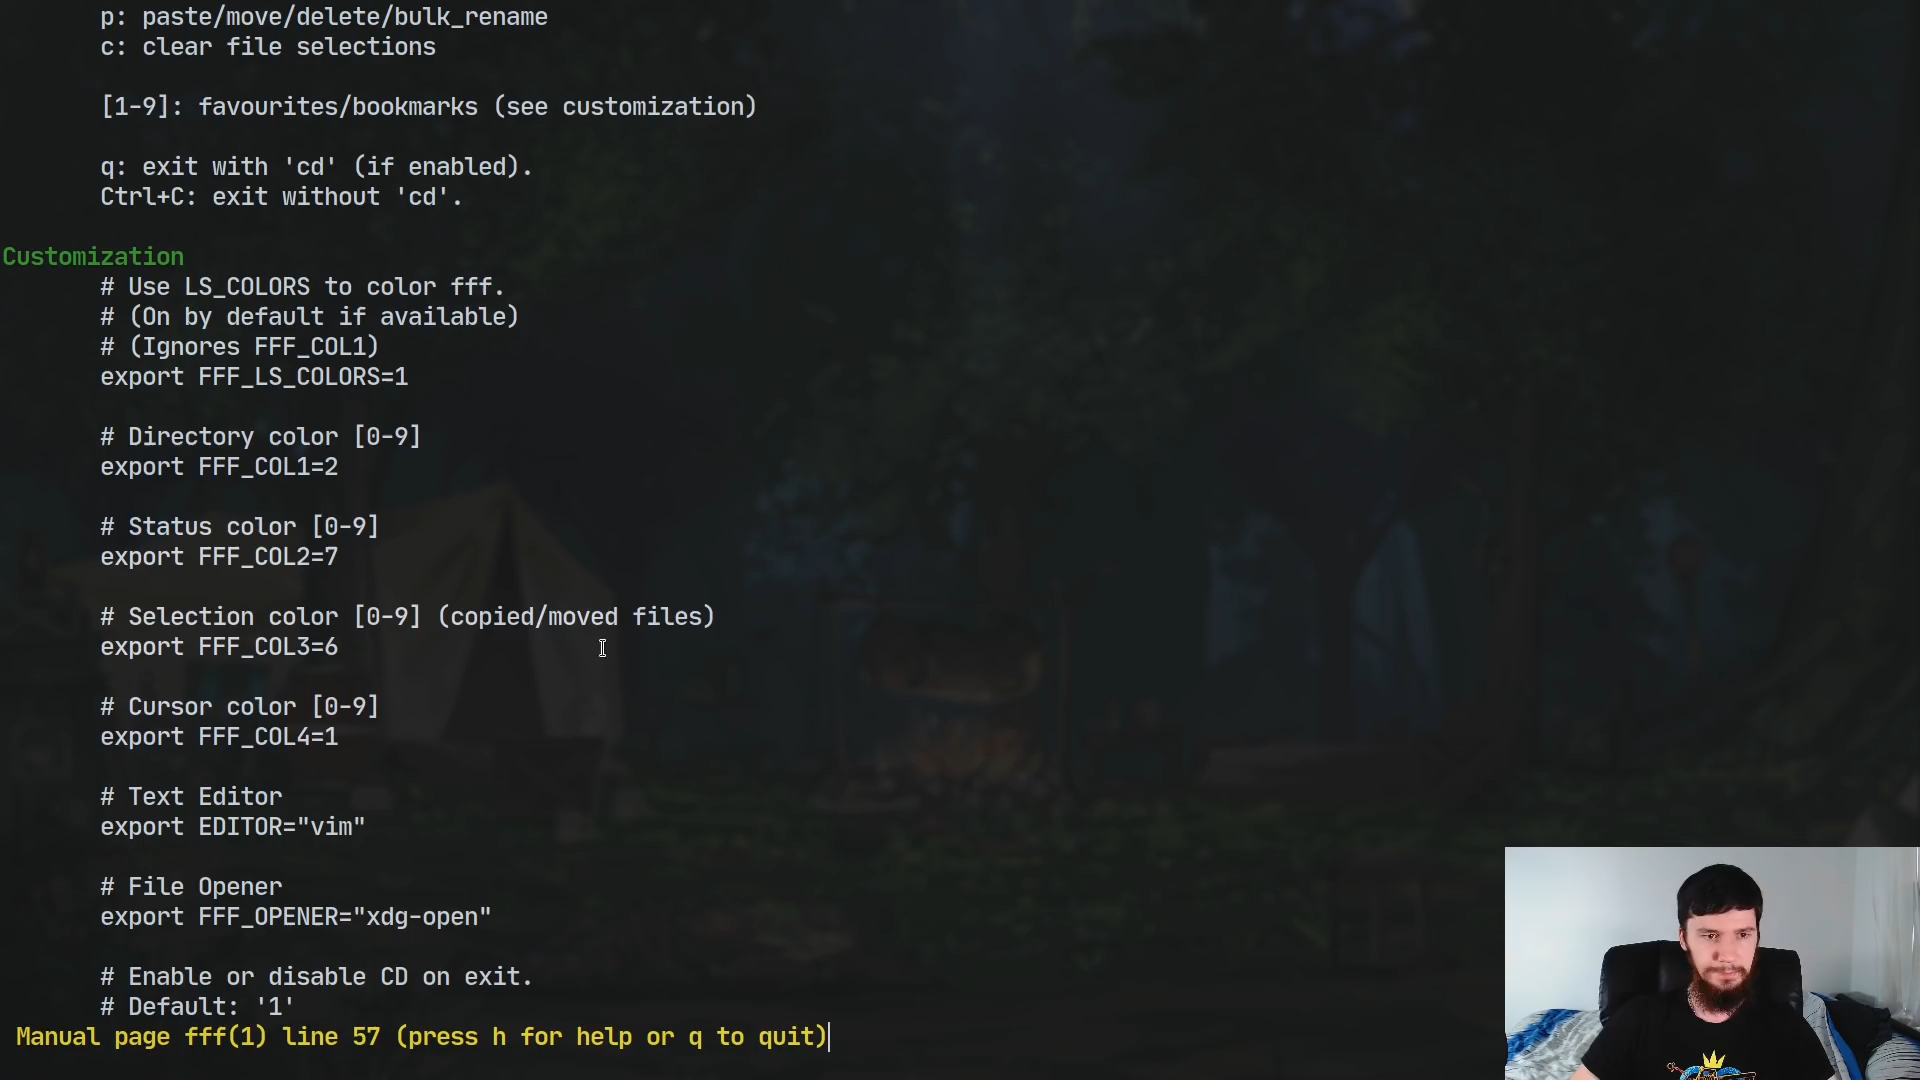 p: paste/move/delete/bulk_rename
c: clear file selections
[1-9]: favourites/bookmarks (see customization)
q: exit with 'cd' (if enabled).
Ctrl+C: exit without 'cd'.
Customization
# Use LS_COLORS to color fff.
# (On by default if available)
# (Ignores FFF_COL1)
export FFF_LS_COLORS=1
# Directory color [0-9]
export FFF_COL1=2
# Status color [0-9]
export FFF_COL2=7
# Selection color [0-9] (copied/moved files)
export FFF_COL3=6
# Cursor color [0-9]
export FFF_COL4=1
# Text Editor
export EDITOR="vim"
# File Opener
export FFF_OPENER="xdg-open"
# Enable or disable CD on exit.
# Default: '1'
Manual page fff(1) line 57 (press h for help or q to quit)